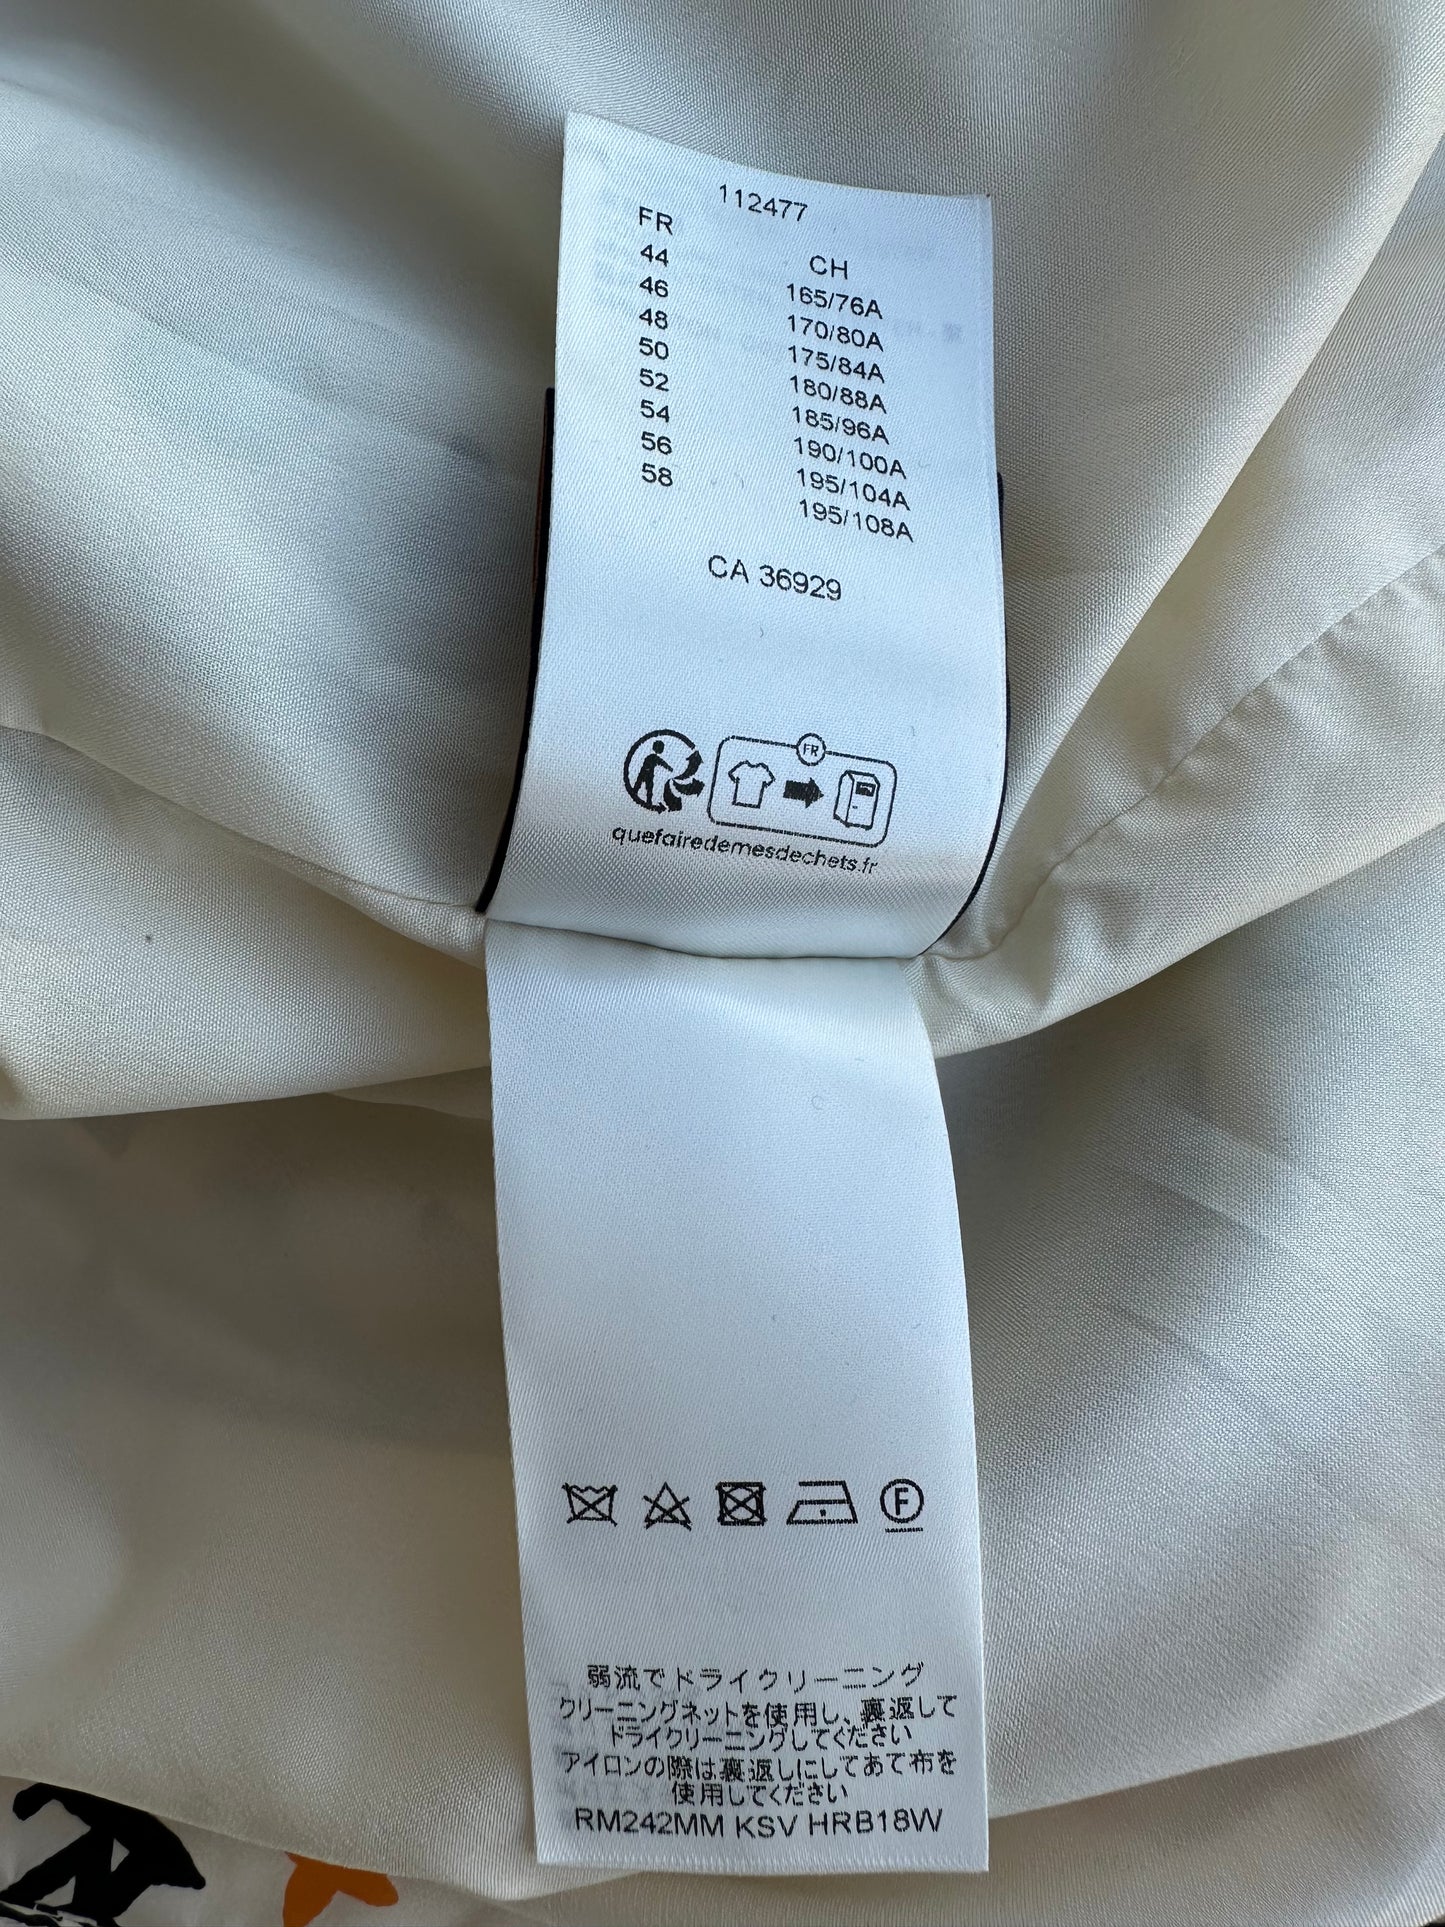 112477
FR CH
44 165/76A
46 170/80A
48 175/84A
50 180/88A
52 185/96A
54 190/100A
56 195/104A
58 195/108A
CA 36929
FR
quefairedemesdechets.fr
F
弱流でドライクリーニング
クリーニングネットを使用し、裏返して
ドライクリーニングしてください
アイロンの際は裏返しにしてあて布を
使用してください
RM242MM KSV HRB18W